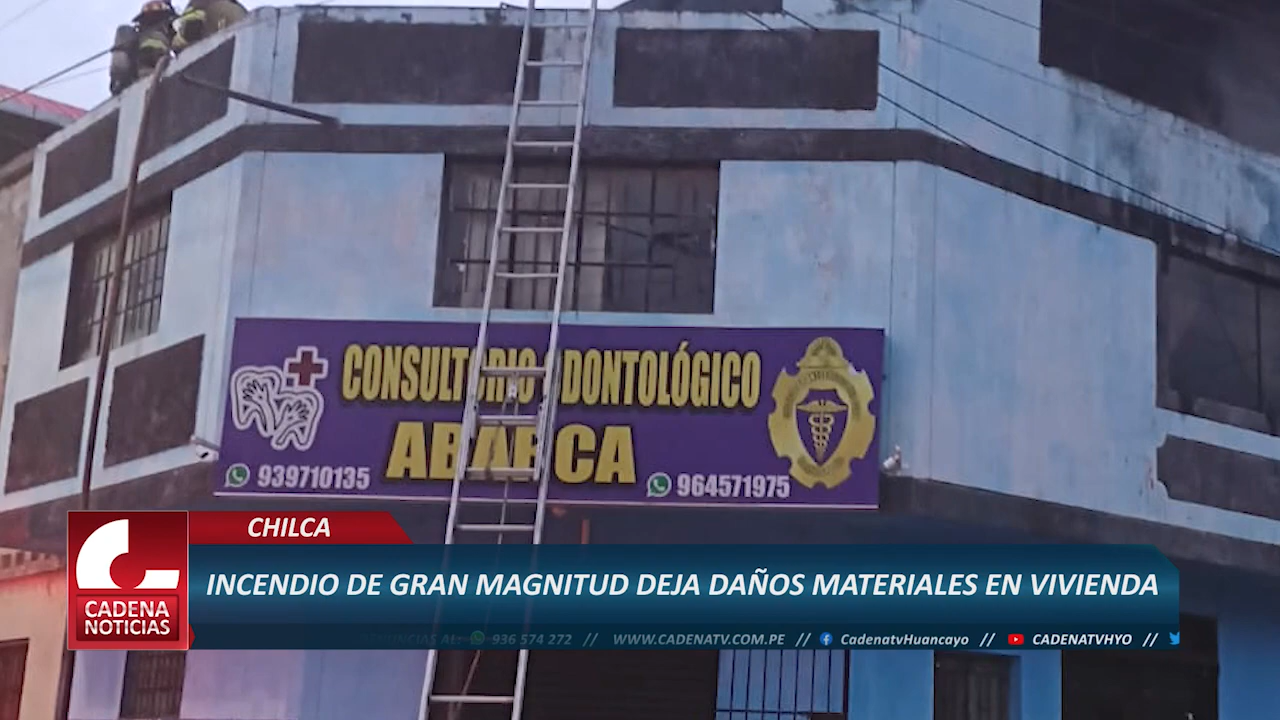 CONSULTORIO ODONTOLÓGICO
ABARCA
939710135
964571975
CHILCA
INCENDIO DE GRAN MAGNITUD DEJA DAÑOS MATERIALES EN VIVIENDA
CADENA
NOTICIAS
936 574 272 // WWW.CADENATV.COM.PE // CadenatvHuancayo // CADENATVHYO //